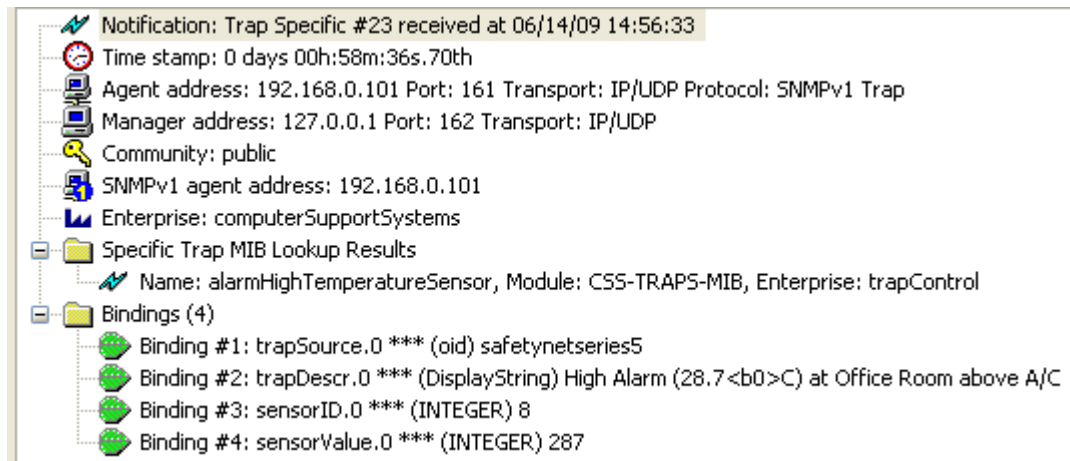 Notification: Trap Specific #23 received at 06/14/09 14:56:33
Time stamp: 0 days 00h:58m:36s.70th
Agent address: 192.168.0.101 Port: 161 Transport: IP/UDP Protocol: SNMPv1 Trap
Manager address: 127.0.0.1 Port: 162 Transport: IP/UDP
Community: public
SNMPv1 agent address: 192.168.0.101
Enterprise: computerSupportSystems
Specific Trap MIB Lookup Results
Name: alarmHighTemperatureSensor, Module: CSS-TRAPS-MIB, Enterprise: trapControl
Bindings (4)
Binding #1: trapSource.0 *** (oid) safetynetseries5
Binding #2: trapDescr.0 *** (DisplayString) High Alarm (28.7<b0>C) at Office Room above A/C
Binding #3: sensorID.0 *** (INTEGER) 8
Binding #4: sensorValue.0 *** (INTEGER) 287